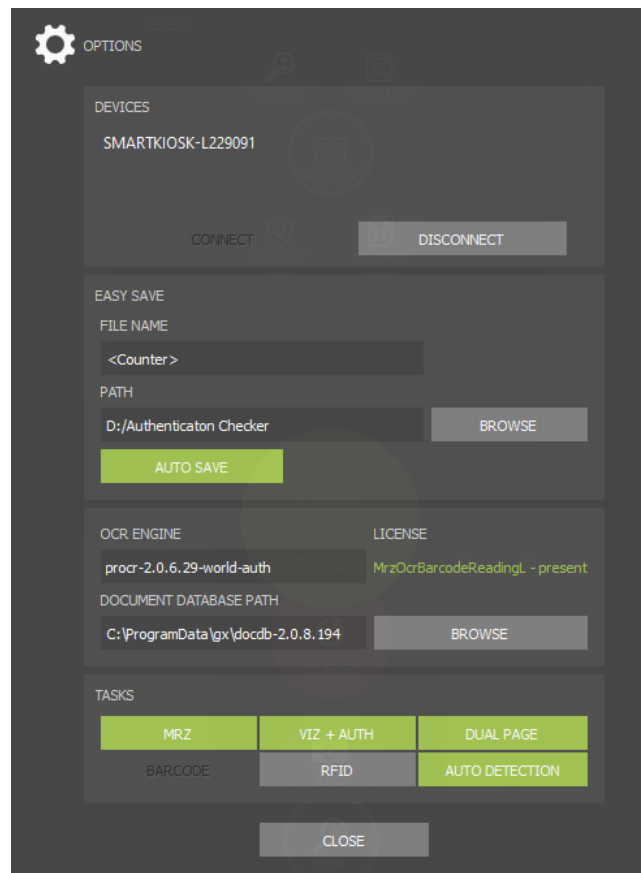 SELECT
OPTIONS
DEVICES
SMARTKIOSK-L229091
CONNECT
DISCONNECT
EASY SAVE
FILE NAME
<Counter>
PATH
D:/Authenticaton Checker
BROWSE
AUTO SAVE
OCR ENGINE
LICENSE
procr-2.0.6.29-world-auth
MrzOcrBarcodeReadingL - present
DOCUMENT DATABASE PATH
C:\ProgramData\gx\docdb-2.0.8.194
BROWSE
TASKS
MRZ
VIZ + AUTH
DUAL PAGE
BARCODE
RFID
AUTO DETECTION
CLOSE